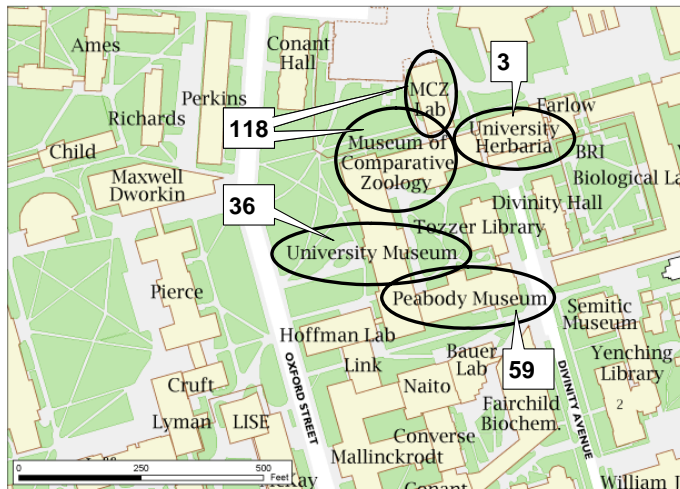 Ames
Conant
Hall
3
MCZ
Lab
Perkins
Richards
Farlow
118
University
Herbaria
Museum of
Comparative
Zoology
Child
BRI
Maxwell
Dworkin
Biological La
36
Divinity Hall
Tozzer Library
University Museum
Pierce
Peabody Museum
Semitic
Museum
Hoffman Lab
OXFORD STREET
Link
Bauer
Lab
59
DIVINITY AVENUE
Yenching
Library
Cruft
Naito
2
Fairchild
Biochem.
Lyman
LISE
Converse
Mallinckrodt
0
250
500
Feet
McKay
Conant
William J